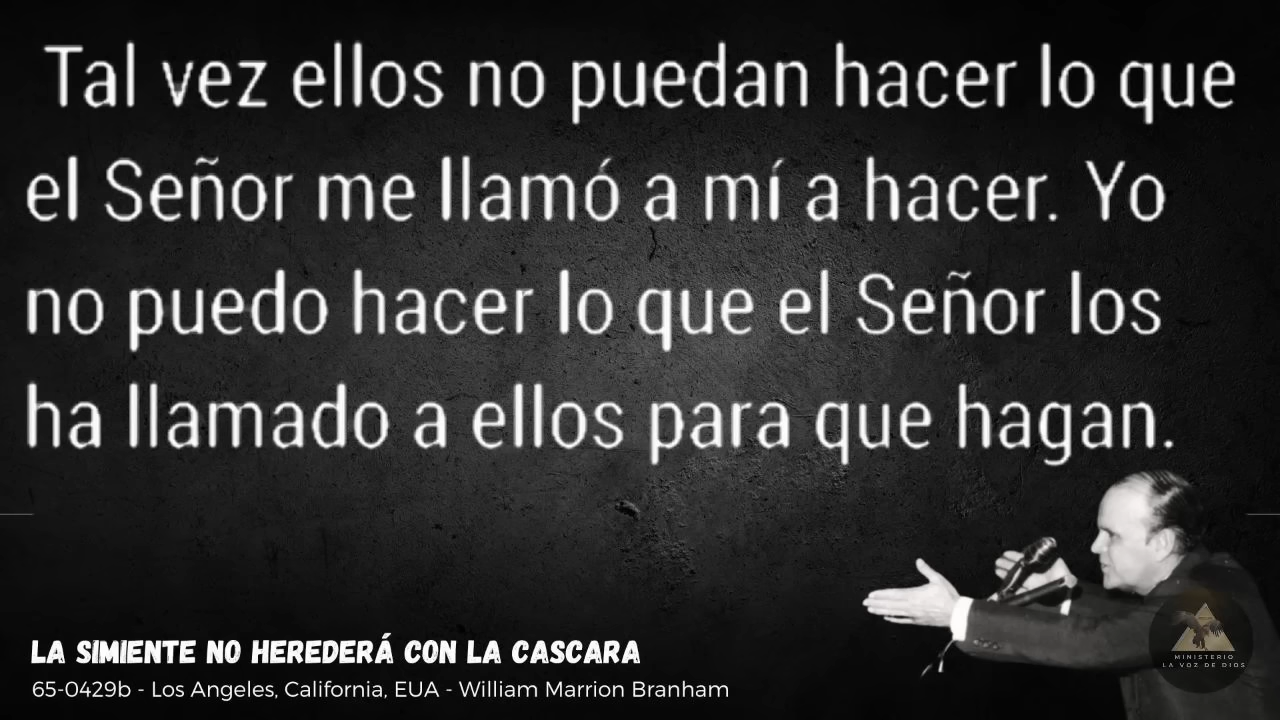 Tal vez ellos no puedan hacer lo que
el Señor me llamó a mí a hacer. Yo
no puedo hacer lo que el Señor los
ha llamado a ellos para que hagan.
LA SIMIENTE NO HEREDERÁ CON LA CASCARA
65-0429b - Los Angeles, California, EUA - William Marrion Branham
MINISTERIO
LA VOZ DE DIOS